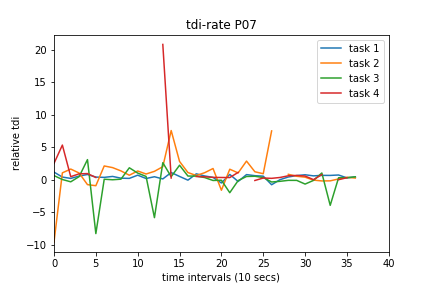 tdi-rate P07
task 1
task 2
task 3
task 4
relative tdi
20
15
10
5
0
−5
−10
0 5 10 15 20 25 30 35 40
time intervals (10 secs)